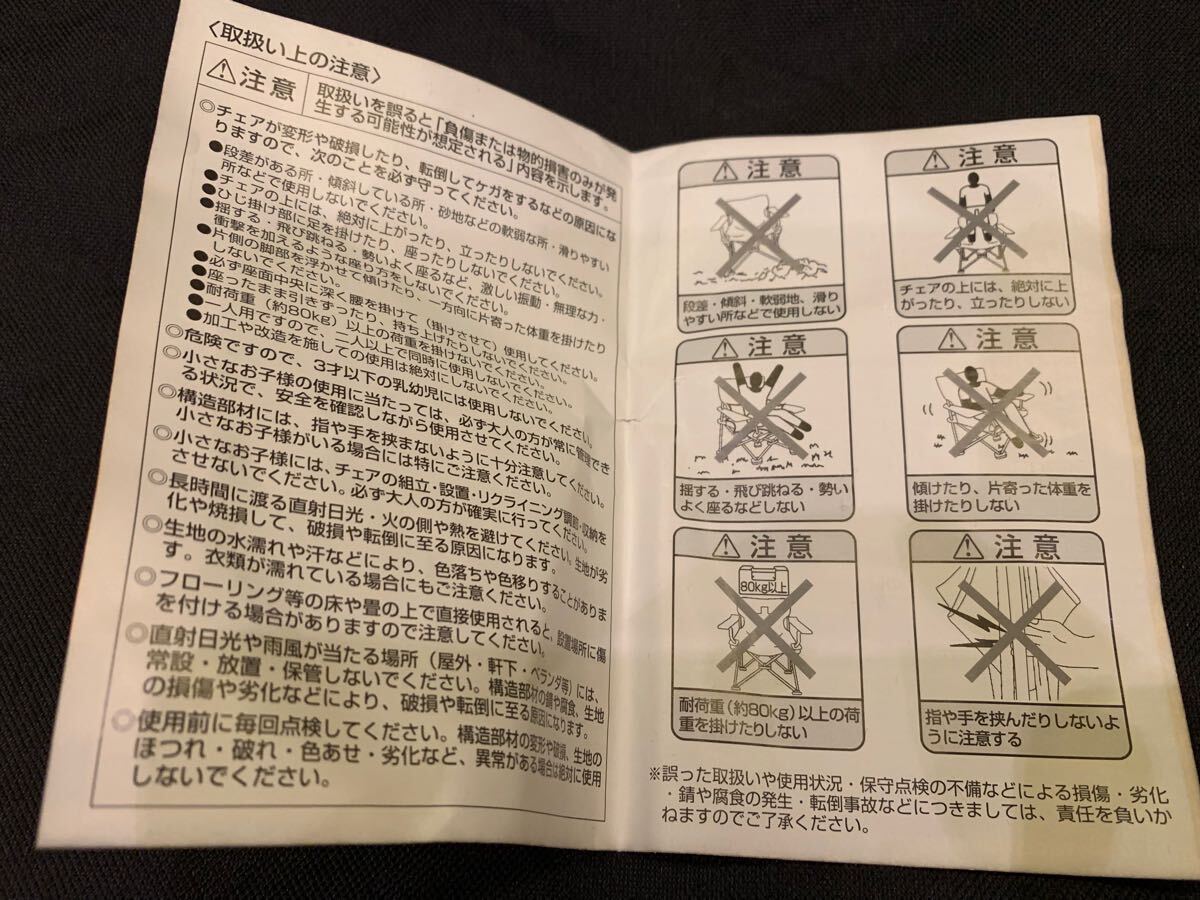 〈取扱い上の注意〉
⚠注意
取扱いを誤ると「負傷または物的損害のみが発
生する可能性が想定される」内容を示します。
◎チェアが変形や破損したり、転倒してケガをするなどの原因にな
りますので、次のことを必ず守ってください。
●段差がある所・傾斜している所・砂地などの軟弱な所・滑りやすい
所などで使用しないでください。
●チェアの上には、絶対に上がったり、立ったりしないでください。
●ひじ掛け部に足を掛けたり、座ったりしないでください。
●揺する・飛び跳ねる・勢いよく座るなど、激しい振動・無理な力・
衝撃を加えるような座り方をしないでください。
●片側の脚部を浮かせて傾けたり、一方向に片寄った体重を掛けたり
しないでください。
●必ず座面中央に深く腰を掛けて（掛けさせて）使用してください。
●座ったまま引きずったり、持ち上げたりしないでください。
●耐荷重（約80kg）以上の荷重を掛けないでください。
●一人用ですので、二人以上で同時に使用しないでください。
●加工や改造を施しての使用は絶対にしないでください。
◎危険ですので、3才以下の乳幼児には使用しないでください。
◎小さなお子様の使用に当たっては、必ず大人の方が常に管理でき
る状況で、安全を確認しながら使用させてください。
◎構造部材には、指や手を挟まないように十分注意してください。
小さなお子様がいる場合には特にご注意ください。
◎小さなお子様には、チェアの組立・設置・リクライニング調節・収納を
させないでください。必ず大人の方が確実に行ってください。
◎長時間に渡る直射日光・火の側や熱を避けてください。生地が劣
化や焼損して、破損や転倒に至る原因になります。
◎生地の水濡れや汗などにより、色落ちや色移りすることがありま
す。衣類が濡れている場合にもご注意ください。
◎フローリング等の床や畳の上で直接使用されると、設置場所に傷
を付ける場合がありますので注意してください。
◎直射日光や雨風が当たる場所（屋外・軒下・ベランダ等）には、
常設・放置・保管しないでください。構造部材の錆や腐食、生地
の損傷や劣化などにより、破損や転倒に至る原因になります。
◎使用前に毎回点検してください。構造部材の変形や破損、生地の
ほつれ・破れ・色あせ・劣化など、異常がある場合は絶対に使用
しないでください。
⚠注意
段差・傾斜・軟弱地、滑り
やすい所などで使用しない
⚠注意
チェアの上には、絶対に上
がったり、立ったりしない
⚠注意
揺する・飛び跳ねる・勢い
よく座るなどしない
⚠注意
傾けたり、片寄った体重を
掛けたりしない
⚠注意
80kg以上
耐荷重（約80kg）以上の荷
重を掛けたりしない
⚠注意
指や手を挟んだりしないよ
うに注意する
※誤った取扱いや使用状況・保守点検の不備などによる損傷・劣化
・錆や腐食の発生・転倒事故などにつきましては、責任を負いか
ねますのでご了承ください。